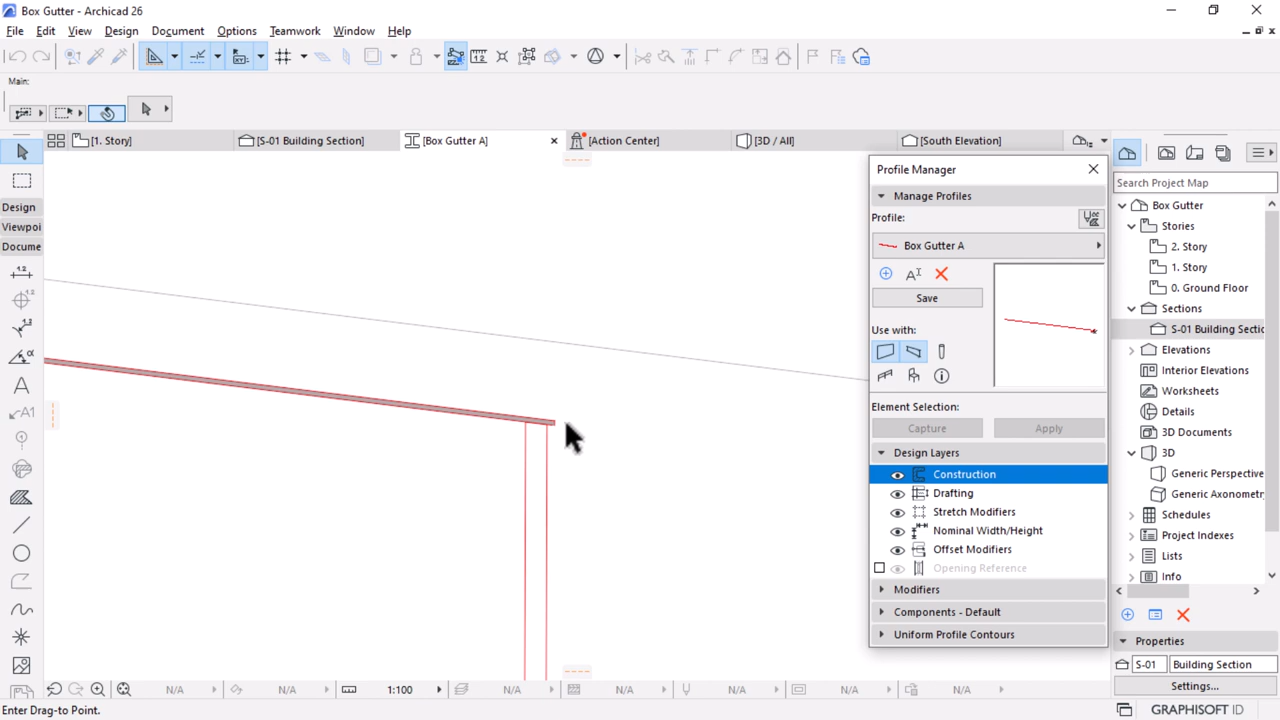 Box Gutter - Archicad 26
File Edit View Design Document Options Teamwork Window Help
Main:
[1. Story]
[S-01 Building Section]
[Box Gutter A]
[Action Center]
[3D / All]
[South Elevation]
Design
Viewpoi
Docume
Profile Manager
Manage Profiles
Profile:
Box Gutter A
Save
Use with:
Element Selection:
Capture
Apply
Design Layers
Construction
Drafting
Stretch Modifiers
Nominal Width/Height
Offset Modifiers
Opening Reference
Modifiers
Components - Default
Uniform Profile Contours
Search Project Map
Box Gutter
Stories
2. Story
1. Story
0. Ground Floor
Sections
S-01 Building Sectio
Elevations
Interior Elevations
Worksheets
Details
3D Documents
3D
Generic Perspective
Generic Axonometr
Schedules
Project Indexes
Lists
Info
Properties
S-01
Building Section
Settings...
N/A N/A 1:100 N/A N/A N/A N/A N/A
Enter Drag-to Point.
GRAPHISOFT ID